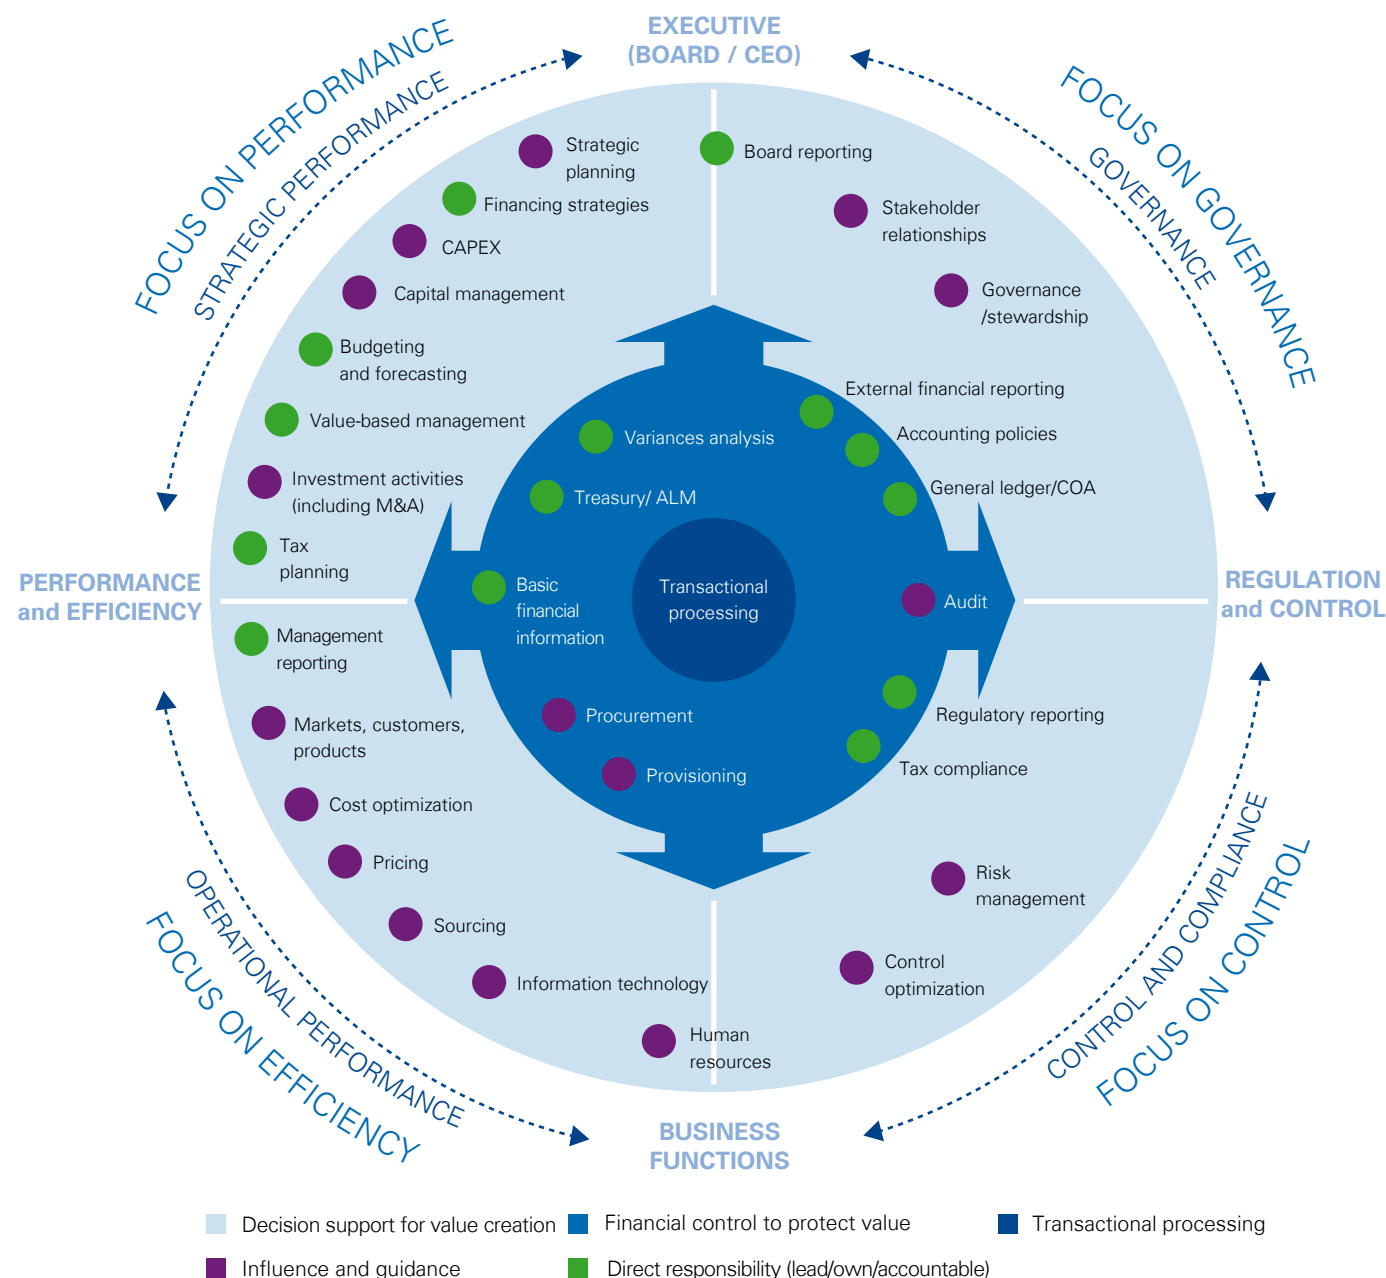 EXECUTIVE
(BOARD / CEO)
FOCUS ON PERFORMANCE
STRATEGIC PERFORMANCE
FOCUS ON GOVERNANCE
GOVERNANCE
Strategic
planning
Board reporting
Financing strategies
Stakeholder
relationships
CAPEX
Capital management
Governance
/stewardship
Budgeting
and forecasting
External financial reporting
Value-based management
Variances analysis
Accounting policies
Investment activities
(including M&A)
Treasury/ ALM
General ledger/COA
Tax
planning
PERFORMANCE
and EFFICIENCY
Basic
financial
information
Transactional
processing
Audit
REGULATION
and CONTROL
Management
reporting
Markets, customers,
products
Procurement
Regulatory reporting
Provisioning
Tax compliance
Cost optimization
Pricing
Risk
management
Sourcing
Control
optimization
Information technology
Human
resources
OPERATIONAL PERFORMANCE
FOCUS ON EFFICIENCY
CONTROL AND COMPLIANCE
FOCUS ON CONTROL
BUSINESS
FUNCTIONS
Decision support for value creation
Financial control to protect value
Transactional processing
Influence and guidance
Direct responsibility (lead/own/accountable)